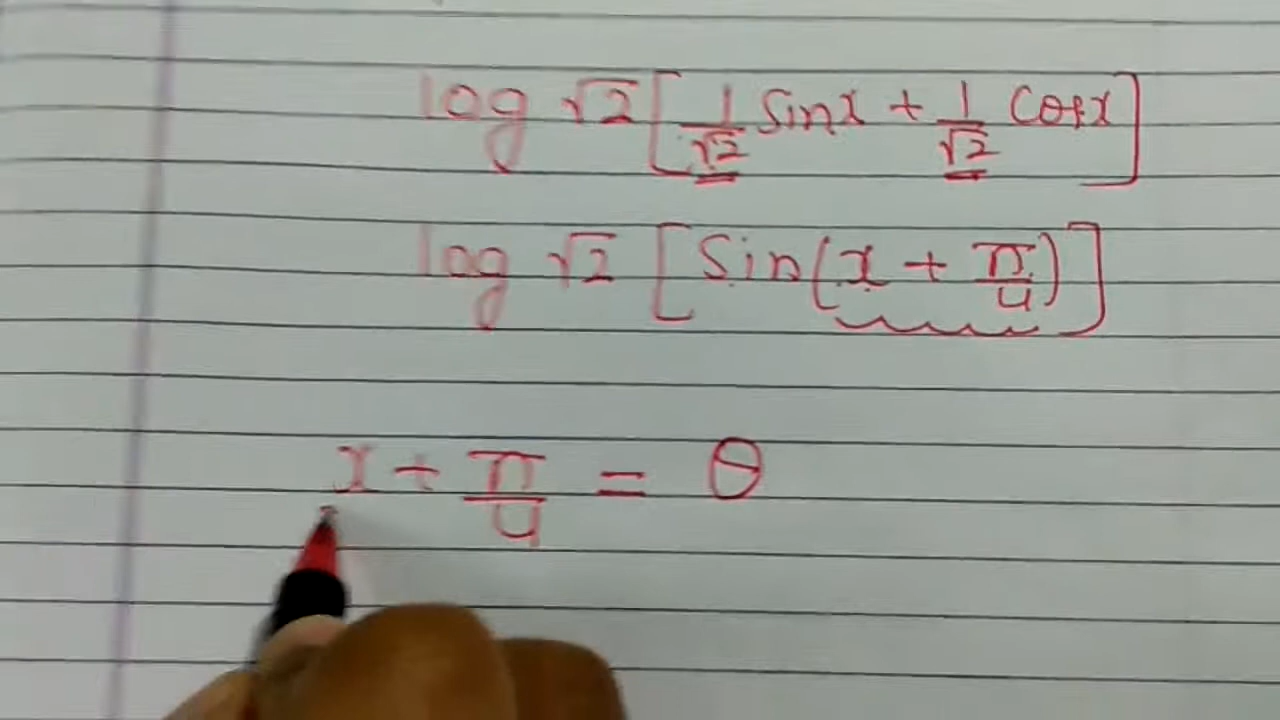 log √2 [1/√2 Sinx + 1/√2 Cosx]
log √2 [Sin(x + π/4)]
x + π/4 = θ